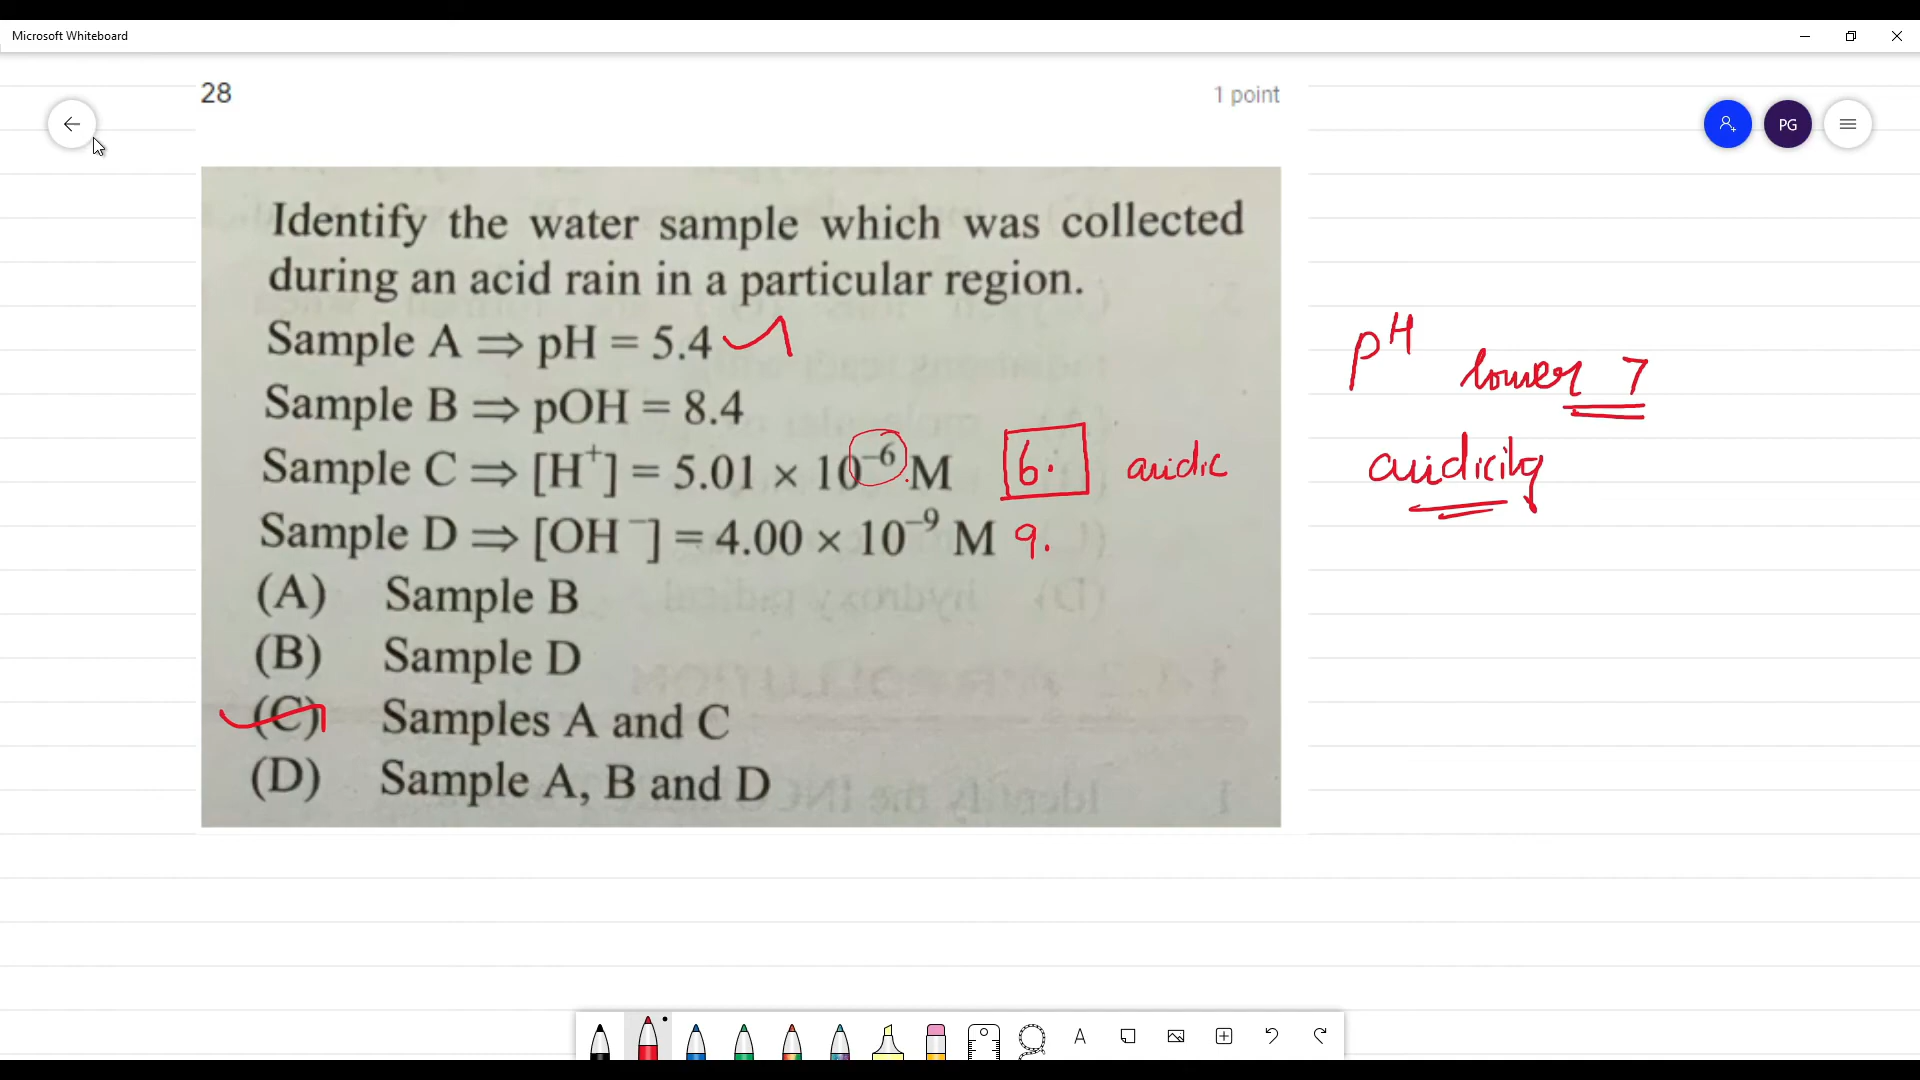 Microsoft Whiteboard
28
1 point
PG
Identify the water sample which was collected
during an acid rain in a particular region.
Sample A ⇒ pH = 5.4
Sample B ⇒ pOH = 8.4
Sample C ⇒ [H⁺] = 5.01 × 10⁻⁶ M 6. acidic
Sample D ⇒ [OH⁻] = 4.00 × 10⁻⁹ M 9.
(A) Sample B
(B) Sample D
(C) Samples A and C
(D) Sample A, B and D
pH lower 7
acidicity